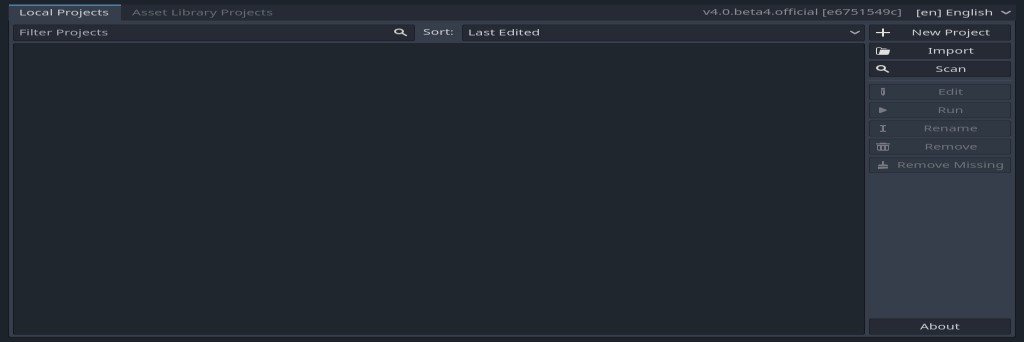 Local Projects Asset Library Projects v4.0.beta4.official [e6751549c] [en] English
Filter Projects Sort: Last Edited New Project
Import
Scan
Edit
Run
Rename
Remove
Remove Missing
About